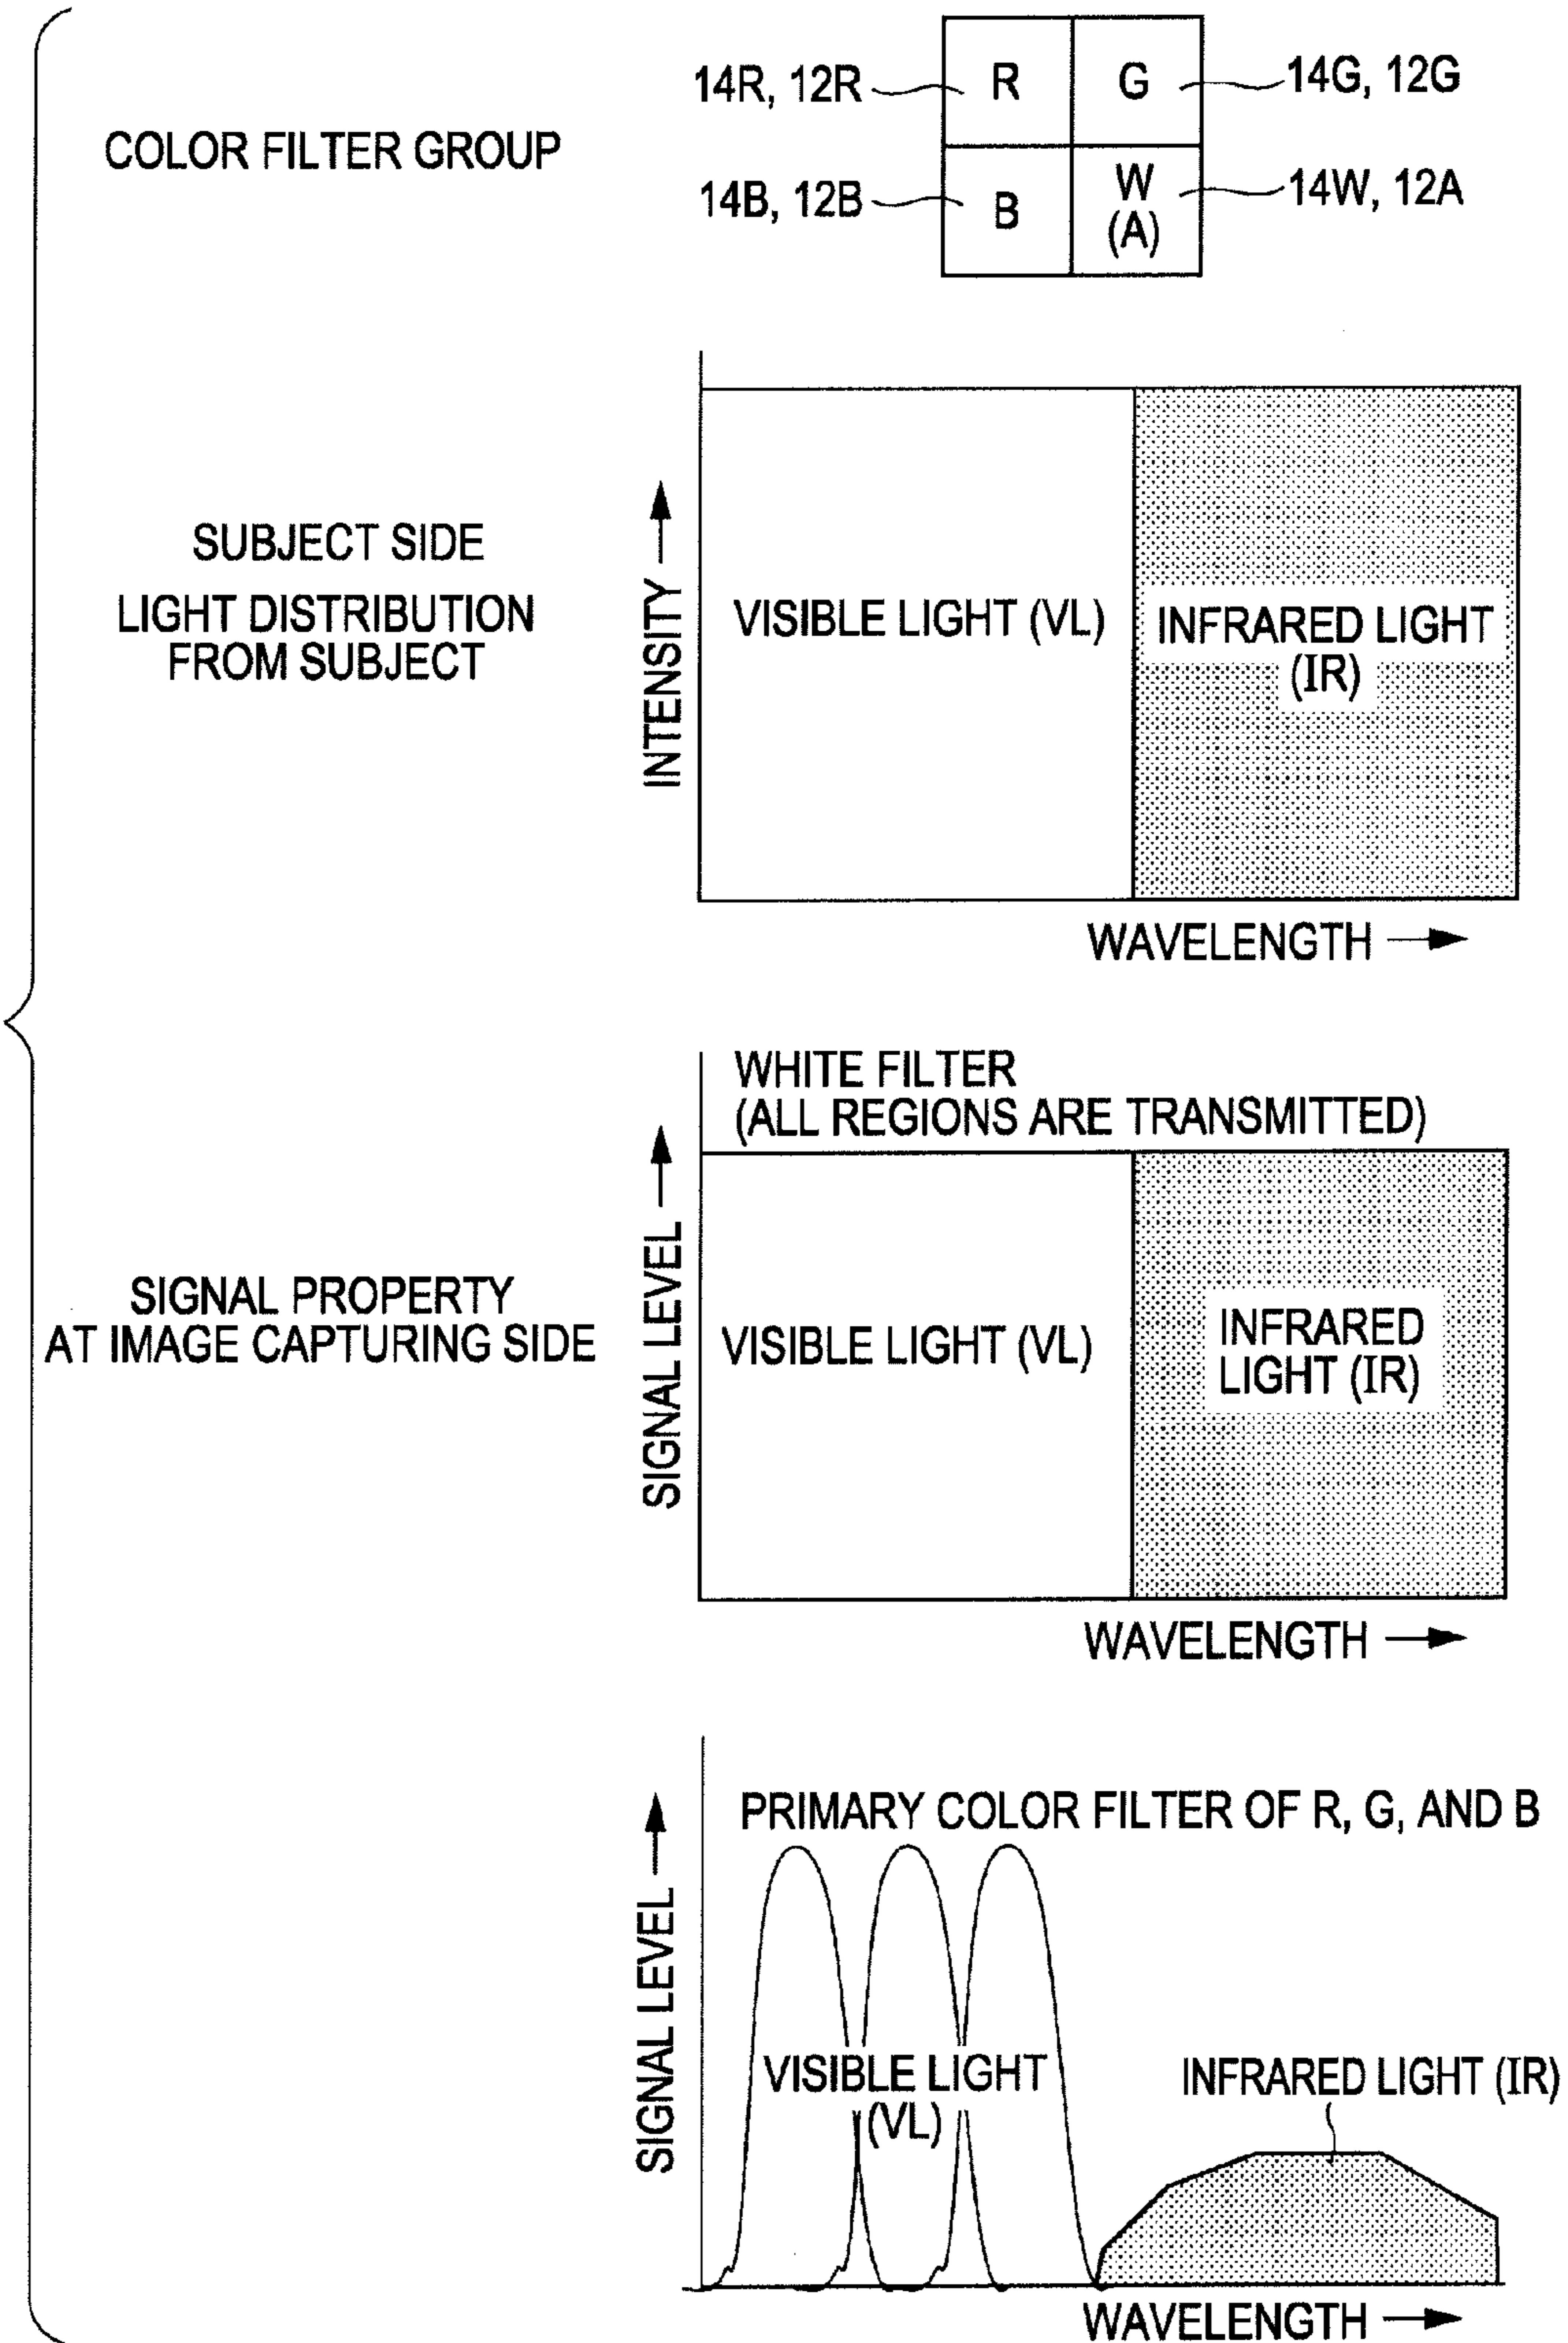 COLOR FILTER GROUP
14R, 12R
R
G
14G, 12G
14B, 12B
B
W
(A)
14W, 12A
SUBJECT SIDE
LIGHT DISTRIBUTION
FROM SUBJECT
INTENSITY
VISIBLE LIGHT (VL)
INFRARED LIGHT
(IR)
WAVELENGTH
SIGNAL PROPERTY
AT IMAGE CAPTURING SIDE
WHITE FILTER
(ALL REGIONS ARE TRANSMITTED)
SIGNAL LEVEL
VISIBLE LIGHT (VL)
INFRARED
LIGHT (IR)
WAVELENGTH
PRIMARY COLOR FILTER OF R, G, AND B
SIGNAL LEVEL
VISIBLE LIGHT
(VL)
INFRARED LIGHT (IR)
WAVELENGTH